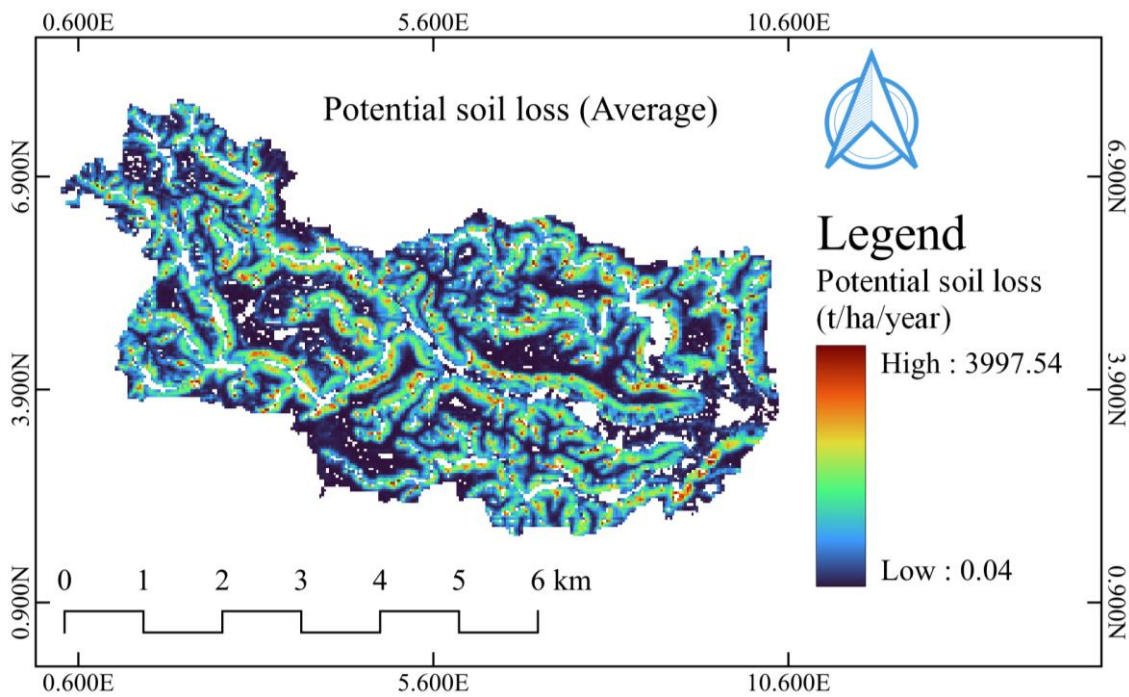 0.600E 5.600E 10.600E
Potential soil loss (Average)
6.900N 6.900N
Legend
Potential soil loss
(t/ha/year)
High : 3997.54
3.900N 3.900N
Low : 0.04
0 1 2 3 4 5 6 km
0.900N 0.900N
0.600E 5.600E 10.600E